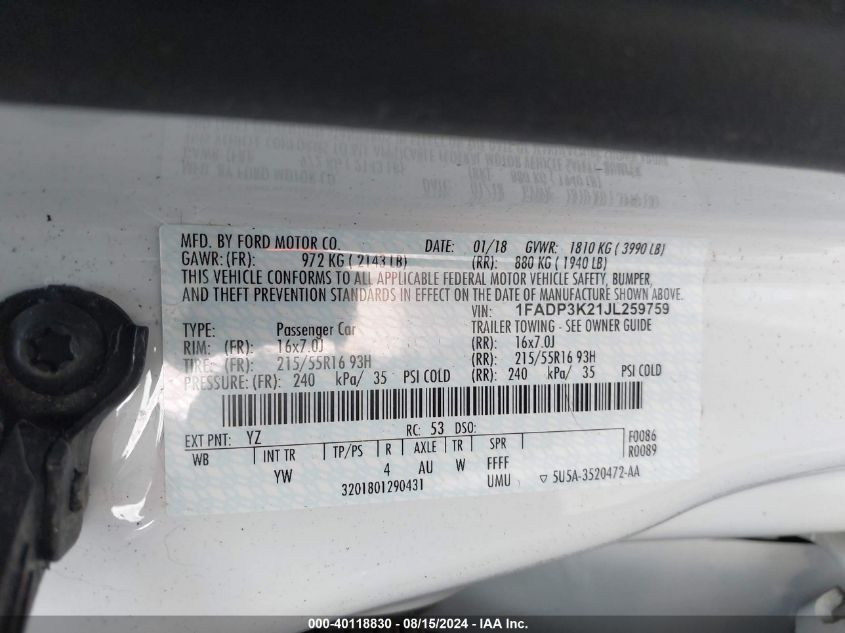 MFD. BY FORD MOTOR CO. DATE: 01/18 GVWR: 1810 KG ( 3990 LB)
GAWR: (FR): 972 KG ( 2143 LB) (RR): 880 KG ( 1940 LB)
THIS VEHICLE CONFORMS TO ALL APPLICABLE FEDERAL MOTOR VEHICLE SAFETY, BUMPER,
AND THEFT PREVENTION STANDARDS IN EFFECT ON THE DATE OF MANUFACTURE SHOWN ABOVE.
VIN: 1FADP3K21JL259759
TYPE: Passenger Car TRAILER TOWING - SEE OWNER GUIDE
RIM: (FR): 16x7.0J (RR): 16x7.0J
TIRE: (FR): 215/55R16 93H (RR): 215/55R16 93H
PRESSURE: (FR): 240 kPa/ 35 PSI COLD (RR): 240 kPa/ 35 PSI COLD
EXT PNT: YZ RC: 53 DSO: F0086
WB INT TR TP/PS R AXLE TR SPR R0089
YW 4 AU W FFFF
3201801290431 UMU ▽ 5U5A-3520472-AA
000-40118830 - 08/15/2024 - IAA Inc.